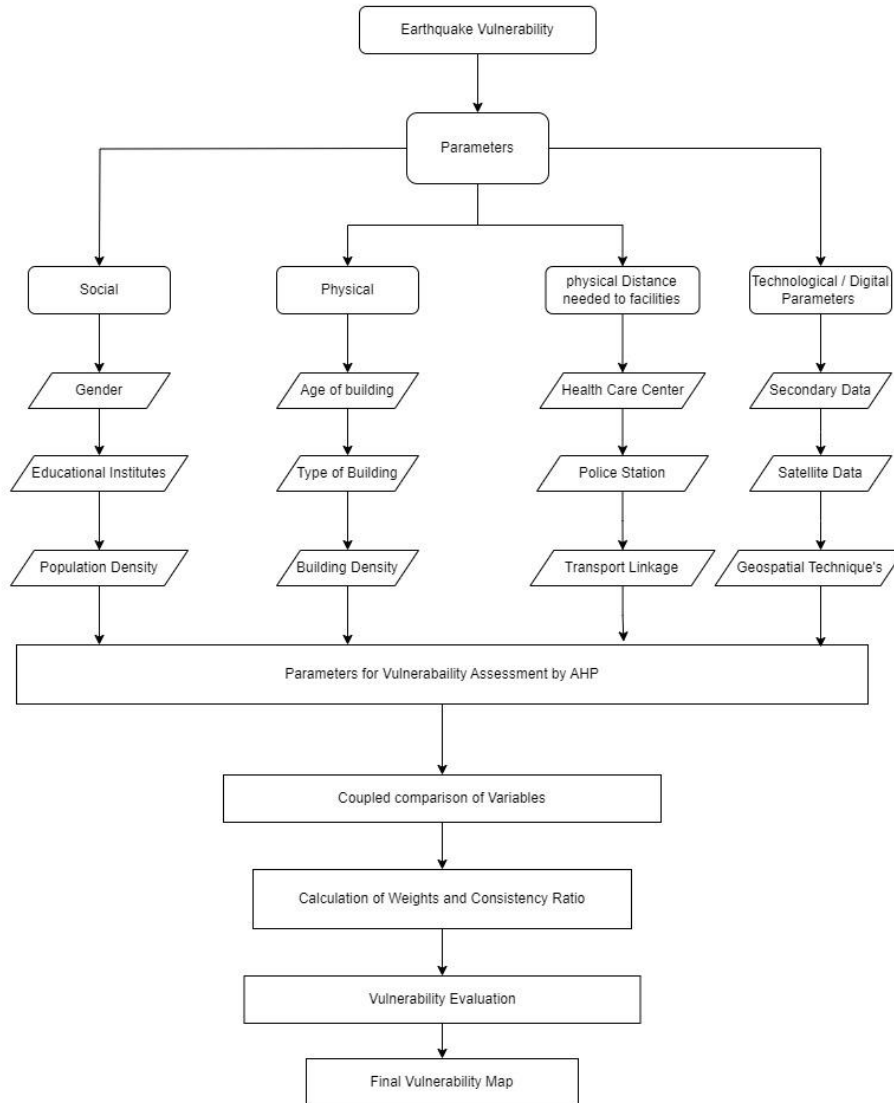 Earthquake Vulnerability
Parameters
Social
Physical
physical Distance
needed to facilities
Technological / Digital
Parameters
Gender
Age of building
Health Care Center
Secondary Data
Educational Institutes
Type of Building
Police Station
Satellite Data
Population Density
Building Density
Transport Linkage
Geospatial Technique's
Parameters for Vulnerabaility Assessment by AHP
Coupled comparison of Variables
Calculation of Weights and Consistency Ratio
Vulnerability Evaluation
Final Vulnerability Map